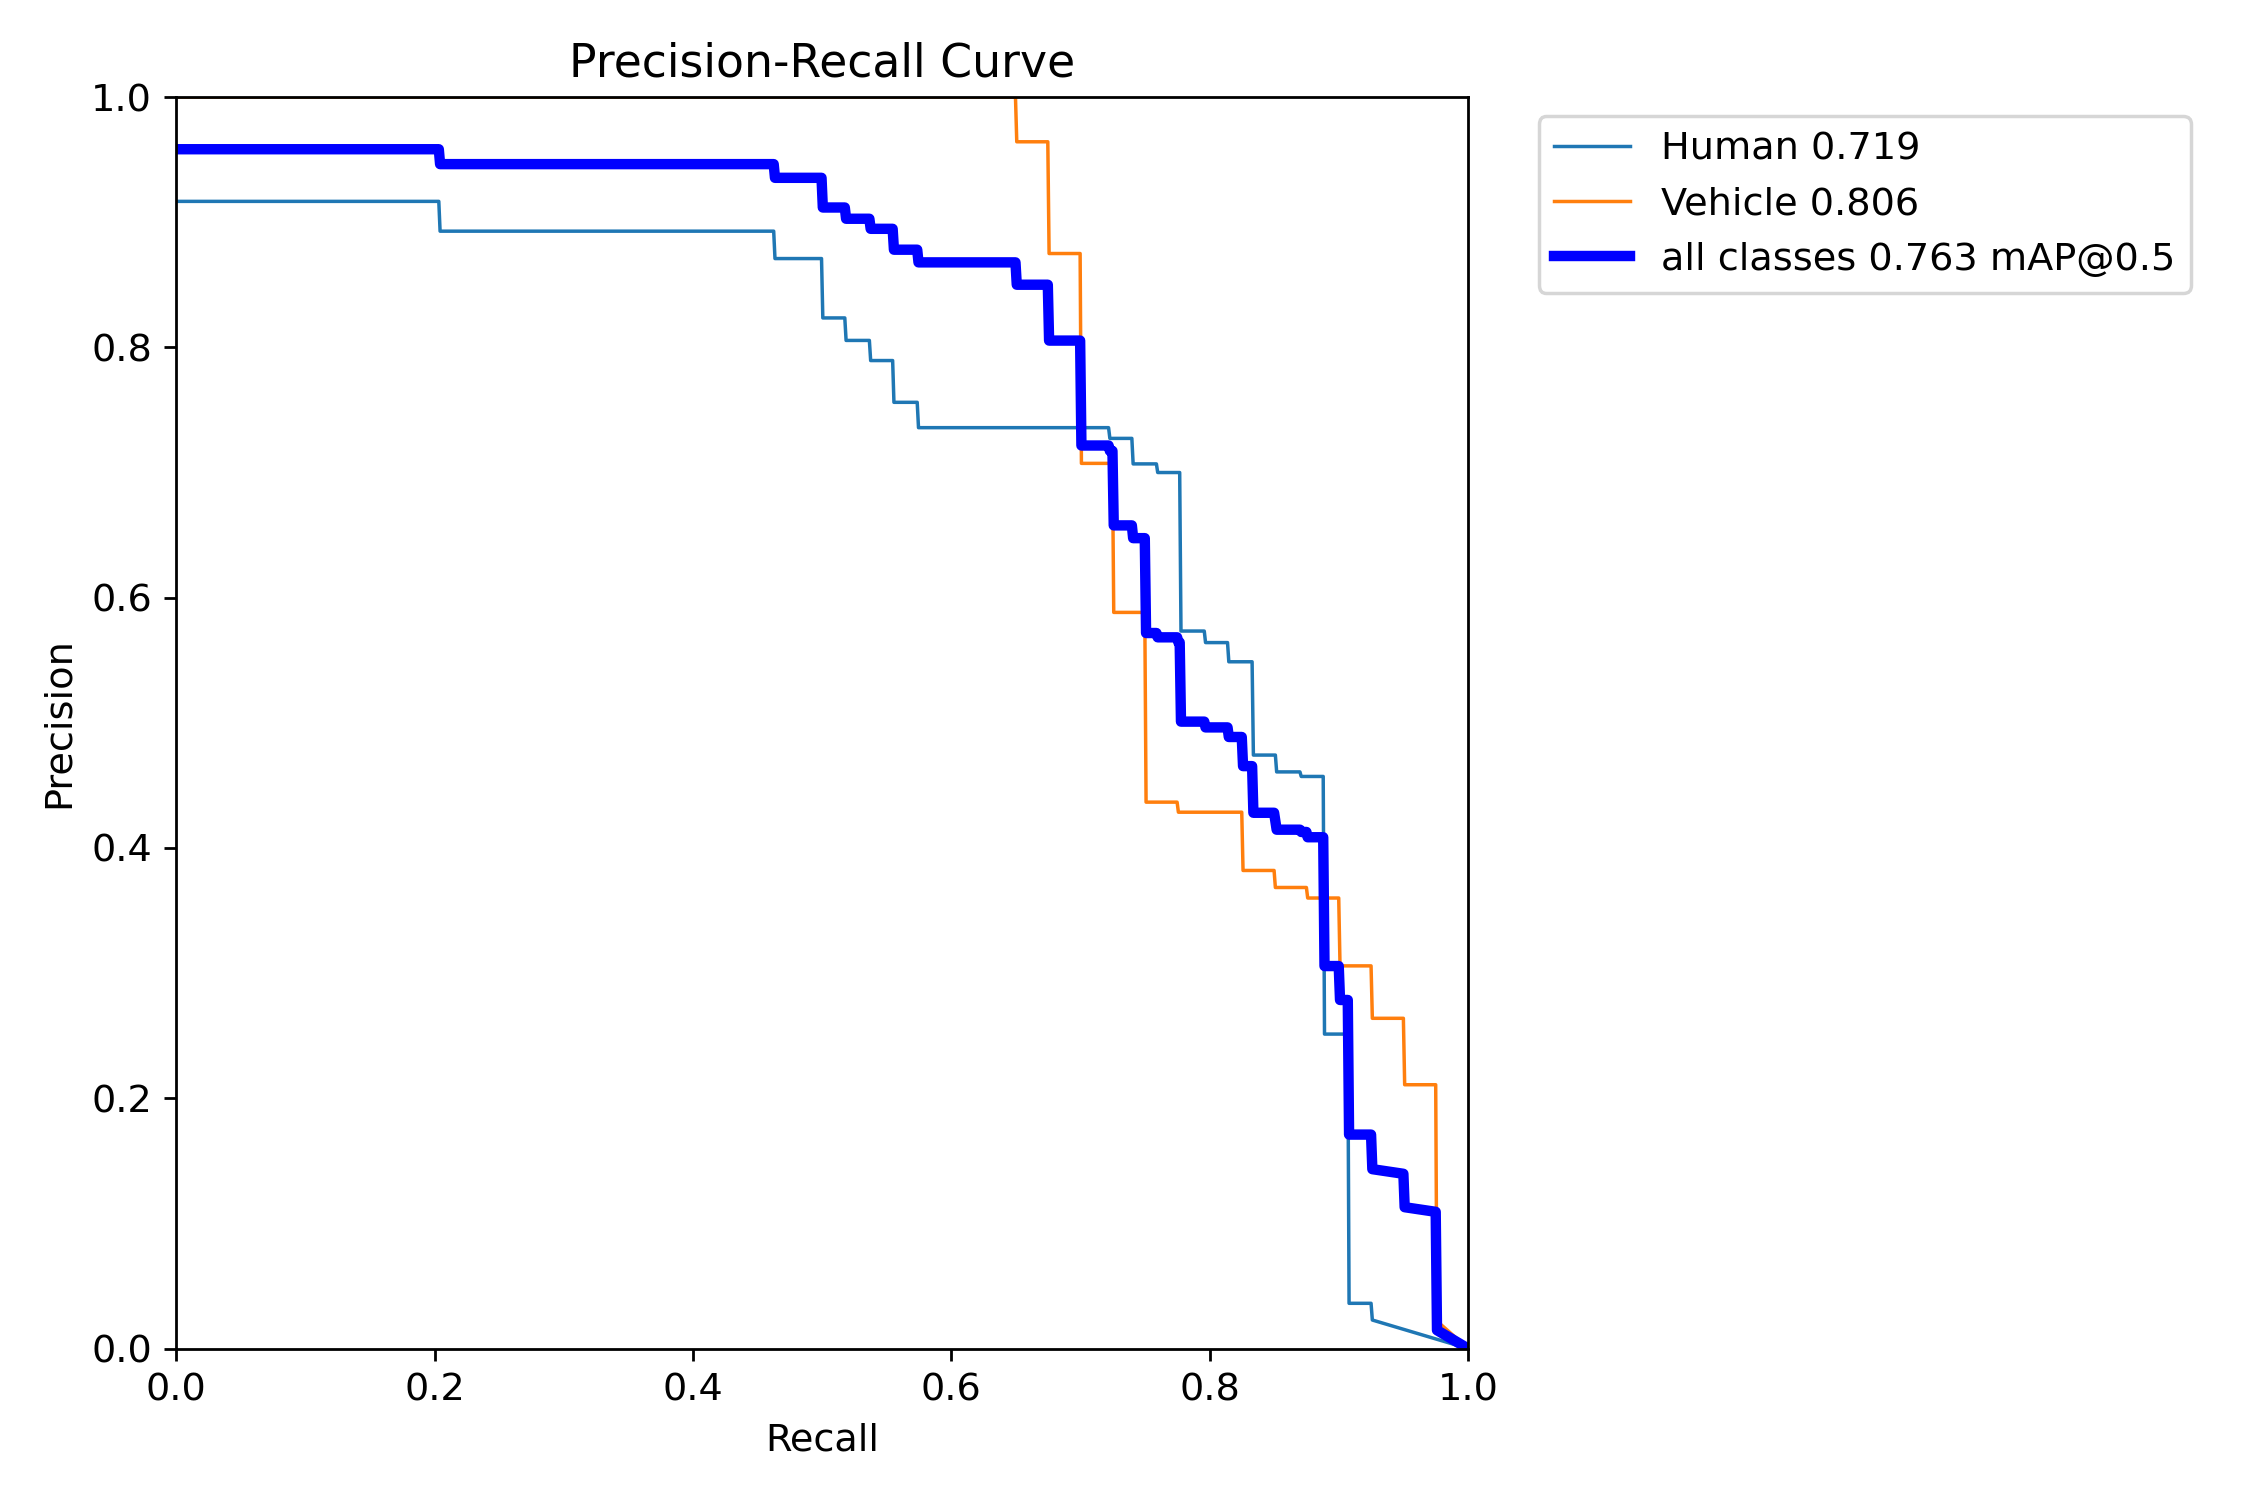 Precision-Recall Curve
1.0
0.8
0.6
0.4
0.2
0.0
Precision
0.0 0.2 0.4 0.6 0.8 1.0
Recall
Human 0.719
Vehicle 0.806
all classes 0.763 mAP@0.5